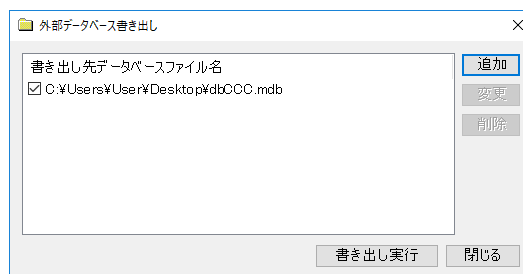 外部データベース書き出し
書き出し先データベースファイル名
C:¥Users¥User¥Desktop¥dbCCC.mdb
追加
変更
削除
書き出し実行
閉じる